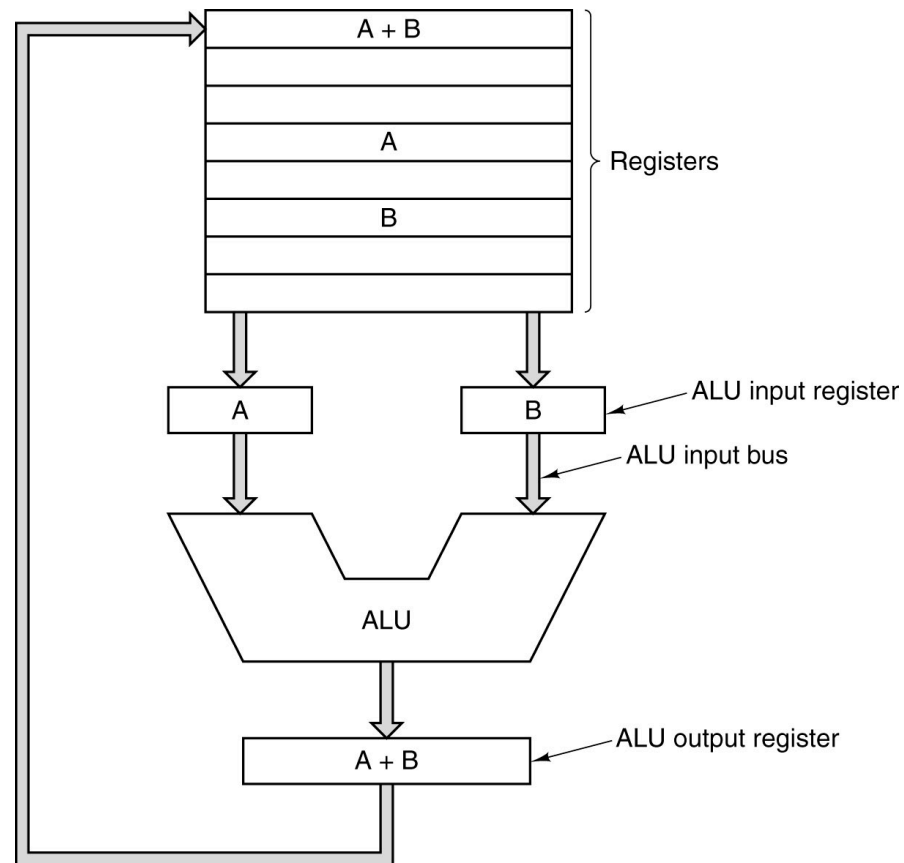 A + B
A
Registers
B
A
B
ALU input register
ALU input bus
ALU
ALU output register
A + B